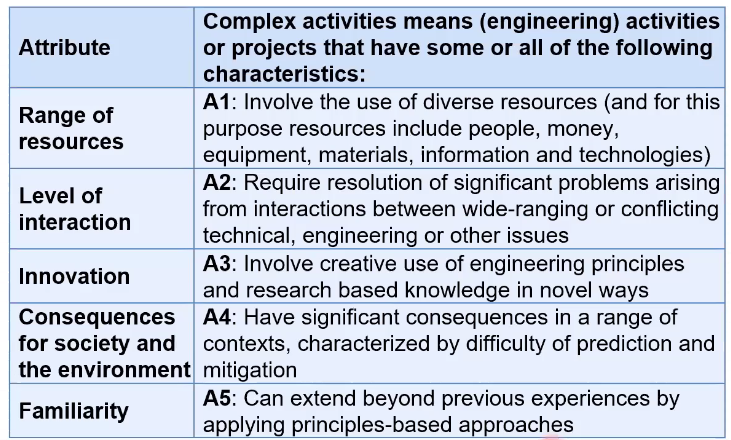 Attribute
Complex activities means (engineering) activities
or projects that have some or all of the following
characteristics:
Range of
resources
A1: Involve the use of diverse resources (and for this
purpose resources include people, money,
equipment, materials, information and technologies)
Level of
interaction
A2: Require resolution of significant problems arising
from interactions between wide-ranging or conflicting
technical, engineering or other issues
Innovation
A3: Involve creative use of engineering principles
and research based knowledge in novel ways
Consequences
for society and
the environment
A4: Have significant consequences in a range of
contexts, characterized by difficulty of prediction and
mitigation
Familiarity
A5: Can extend beyond previous experiences by
applying principles-based approaches